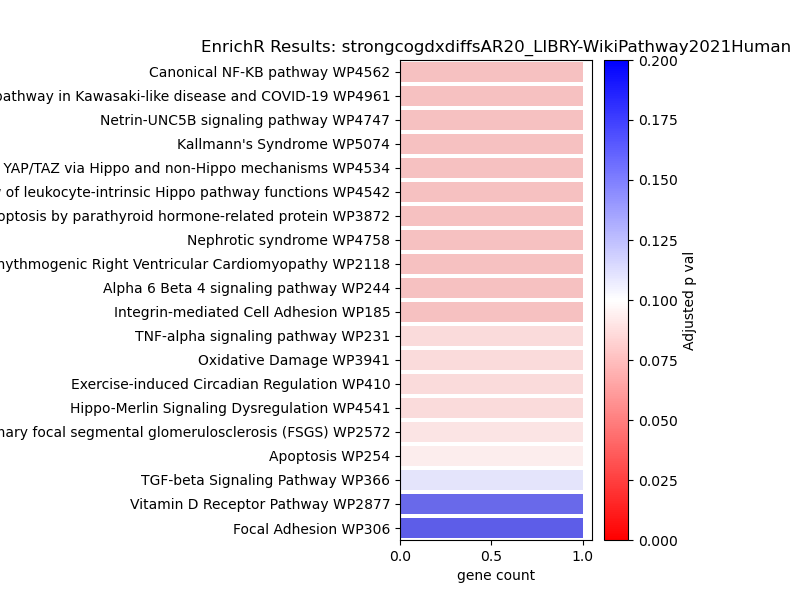 EnrichR Results: strongcogdxdiffsAR20_LIBRY-WikiPathway2021Human
Canonical NF-KB pathway WP4562
pathway in Kawasaki-like disease and COVID-19 WP4961
Netrin-UNC5B signaling pathway WP4747
Kallmann's Syndrome WP5074
YAP/TAZ via Hippo and non-Hippo mechanisms WP4534
of leukocyte-intrinsic Hippo pathway functions WP4542
optosis by parathyroid hormone-related protein WP3872
Nephrotic syndrome WP4758
hythmogenic Right Ventricular Cardiomyopathy WP2118
Alpha 6 Beta 4 signaling pathway WP244
Integrin-mediated Cell Adhesion WP185
TNF-alpha signaling pathway WP231
Oxidative Damage WP3941
Exercise-induced Circadian Regulation WP410
Hippo-Merlin Signaling Dysregulation WP4541
mary focal segmental glomerulosclerosis (FSGS) WP2572
Apoptosis WP254
TGF-beta Signaling Pathway WP366
Vitamin D Receptor Pathway WP2877
Focal Adhesion WP306
0.0 0.5 1.0
gene count
0.200
0.175
0.150
0.125
0.100
0.075
0.050
0.025
0.000
Adjusted p val